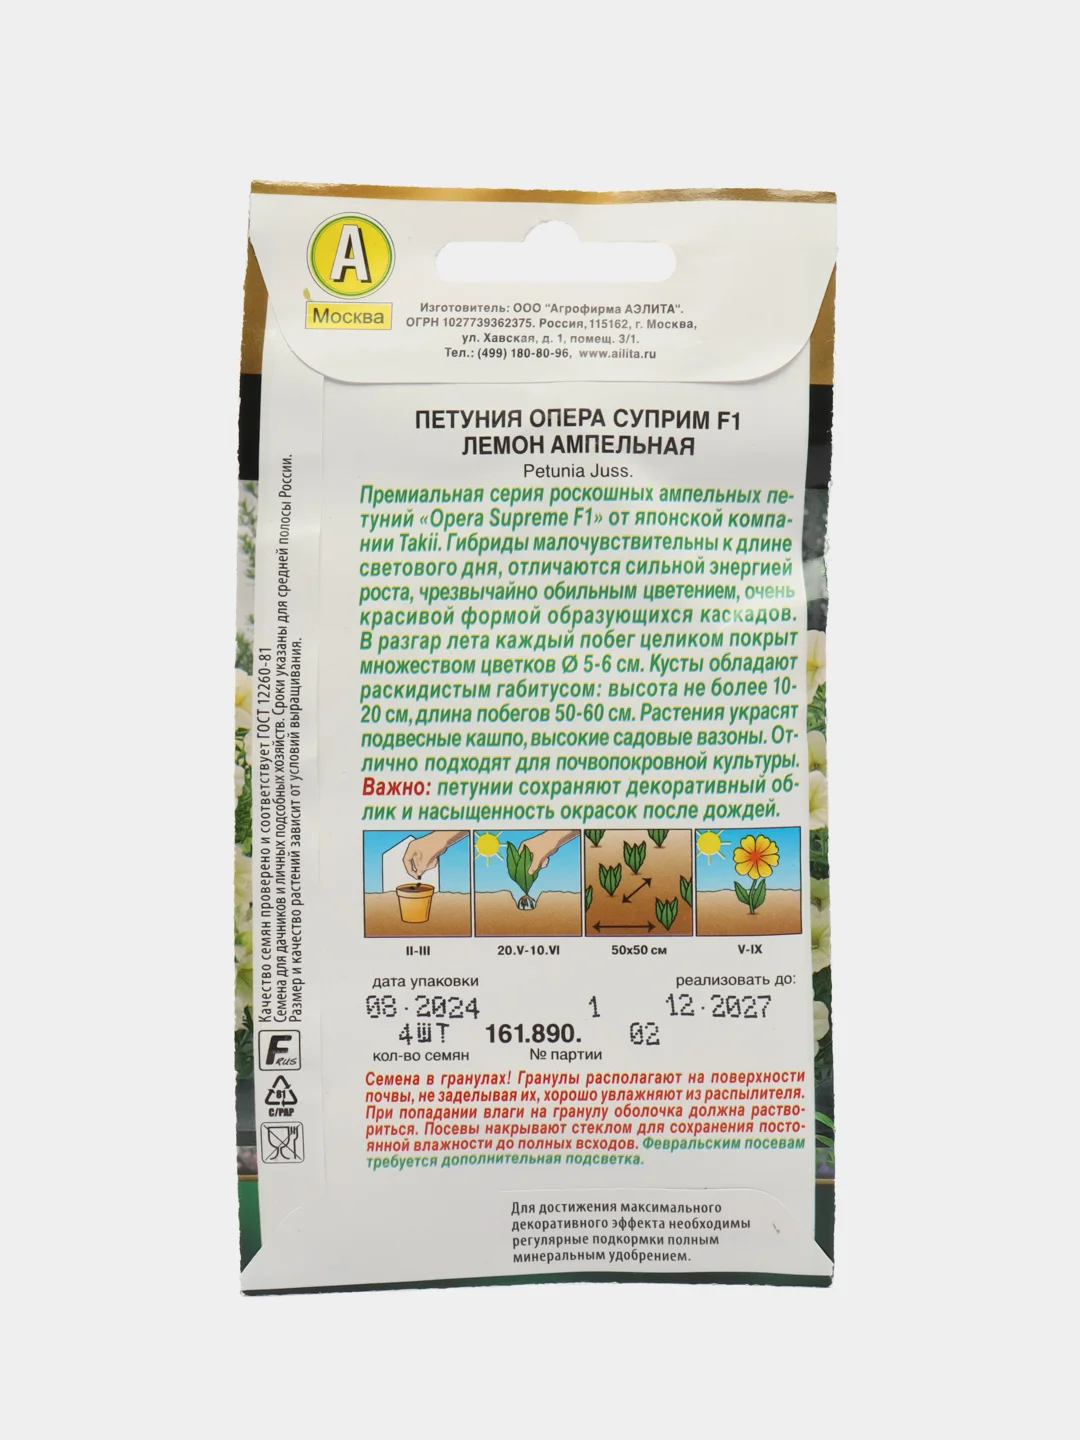 А
Москва
Изготовитель: ООО "Агрофирма АЭЛИТА".
ОГРН 1027739362375. Россия, 115162, г. Москва,
ул. Хавская, д. 1, помещ. 3/1.
Тел.: (499) 180-80-96, www.ailita.ru
ПЕТУНИЯ ОПЕРА СУПРИМ F1
ЛЕМОН АМПЕЛЬНАЯ
Petunia Juss.
Премиальная серия роскошных ампельных пе-
туний «Opera Supreme F1» от японской компа-
нии Takii. Гибриды малочувствительны к длине
светового дня, отличаются сильной энергией
роста, чрезвычайно обильным цветением, очень
красивой формой образующихся каскадов.
В разгар лета каждый побег целиком покрыт
множеством цветков Ø 5-6 см. Кусты обладают
раскидистым габитусом: высота не более 10-
20 см, длина побегов 50-60 см. Растения украсят
подвесные кашпо, высокие садовые вазоны. От-
лично подходят для почвопокровной культуры.
Важно: петунии сохраняют декоративный об-
лик и насыщенность окрасок после дождей.
II-III
20.V-10.VI
50x50 см
V-IX
дата упаковки
реализовать до:
08.2024 1 12.2027
4ШТ 161.890. 02
кол-во семян
№ партии
Семена в гранулах! Гранулы располагают на поверхности
почвы, не заделывая их, хорошо увлажняют из распылителя.
При попадании влаги на гранулу оболочка должна раство-
риться. Посевы накрывают стеклом для сохранения посто-
янной влажности до полных всходов. Февральским посевам
требуется дополнительная подсветка.
Для достижения максимального
декоративного эффекта необходимы
регулярные подкормки полным
минеральным удобрением.
Качество семян проверено и соответствует ГОСТ 12260-81
Семена для дачников и личных подсобных хозяйств. Сроки указаны для средней полосы России.
Размер и качество растений зависит от условий выращивания.
F RUS
81
C/PAP